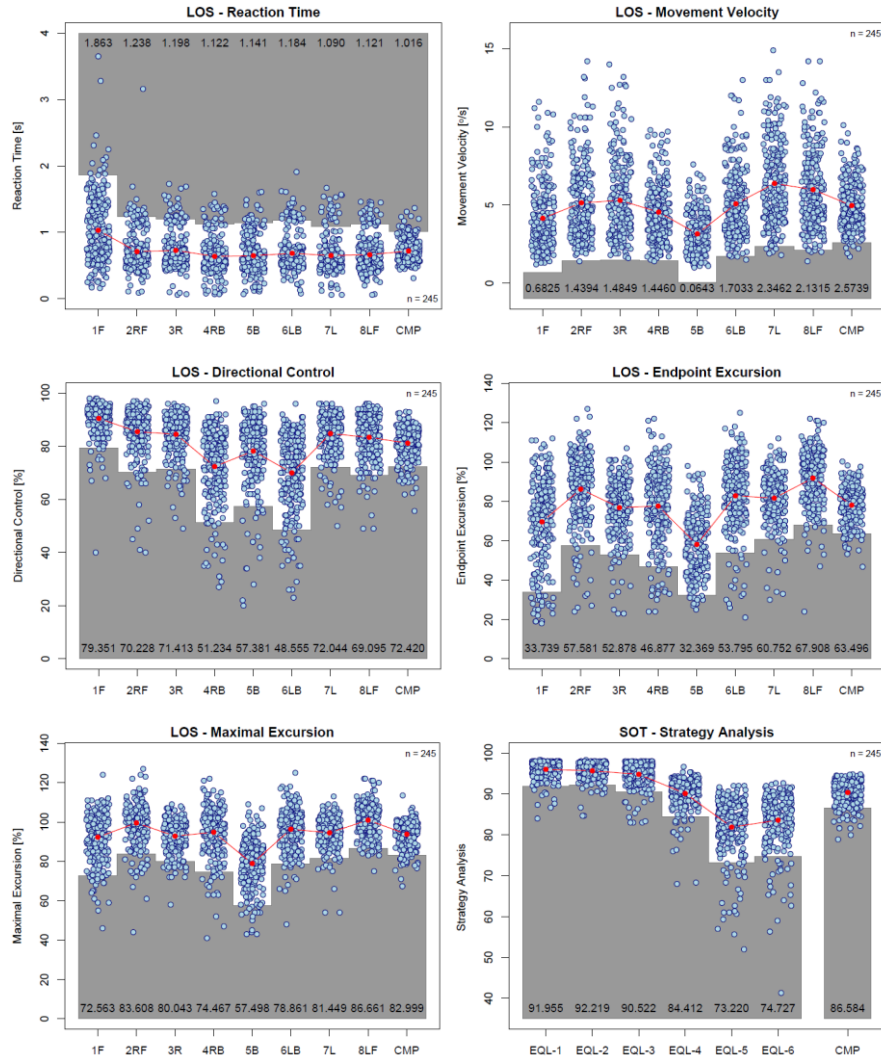 LOS - Reaction Time
4
1.863 1.238 1.198 1.122 1.141 1.184 1.090 1.121 1.016
3
2
1
0
Reaction Time [s]
n = 245
1F 2RF 3R 4RB 5B 6LB 7L 8LF CMP
LOS - Movement Velocity
n = 245
15
10
5
0
Movement Velocity [º/s]
0.6825 1.4394 1.4849 1.4460 0.0643 1.7033 2.3462 2.1315 2.5739
1F 2RF 3R 4RB 5B 6LB 7L 8LF CMP
LOS - Directional Control
n = 245
100
80
60
40
20
0
Directional Control [%]
79.351 70.228 71.413 51.234 57.381 48.555 72.044 69.095 72.420
1F 2RF 3R 4RB 5B 6LB 7L 8LF CMP
LOS - Endpoint Excursion
n = 245
140
120
100
80
60
40
20
0
Endpoint Excursion [%]
33.739 57.581 52.878 46.877 32.369 53.795 60.752 67.908 63.496
1F 2RF 3R 4RB 5B 6LB 7L 8LF CMP
LOS - Maximal Excursion
n = 245
140
120
100
80
60
40
20
0
Maximal Excursion [%]
72.563 83.608 80.043 74.467 57.498 78.861 81.449 86.661 82.999
1F 2RF 3R 4RB 5B 6LB 7L 8LF CMP
SOT - Strategy Analysis
n = 245
100
90
80
70
60
50
40
Strategy Analysis
91.955 92.219 90.522 84.412 73.220 74.727 86.584
EQL-1 EQL-2 EQL-3 EQL-4 EQL-5 EQL-6 CMP